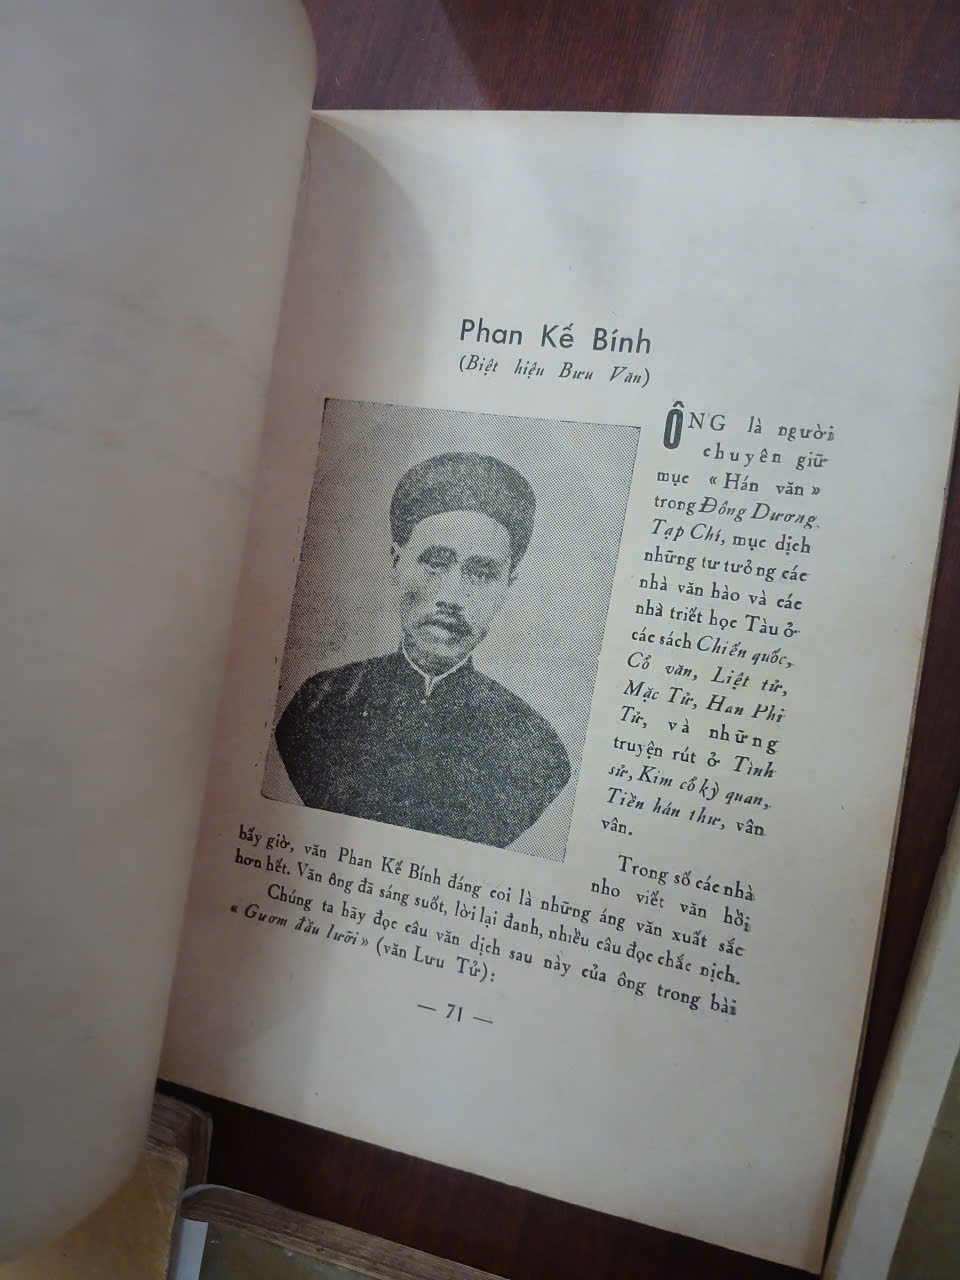 Phan Kế Bính
(Biệt hiệu Bưu Văn)
ÔNG là người
chuyên giữ
mục « Hán văn »
trong Đông Dương
Tạp Chí, mục dịch
những tư tưởng các
nhà văn hào và các
nhà triết học Tàu ở
các sách Chiến quốc,
Cổ văn, Liệt tử,
Mặc Tử, Han Phi
Tử, và những
truyện rút ở Tình
sử, Kim cổ kỳ quan,
Tiền hán thư, vân
vân.
Trong số các nhà
nho viết văn hồi
bấy giờ, văn Phan Kế Bính đáng coi là những áng văn xuất sắc
hơn hết. Văn ông đã sáng suốt, lời lại đanh, nhiều câu đọc chắc nịch.
Chúng ta hãy đọc câu văn dịch sau này của ông trong bài
« Gươm đầu lưỡi » (văn Lưu Tử):
— 71 —